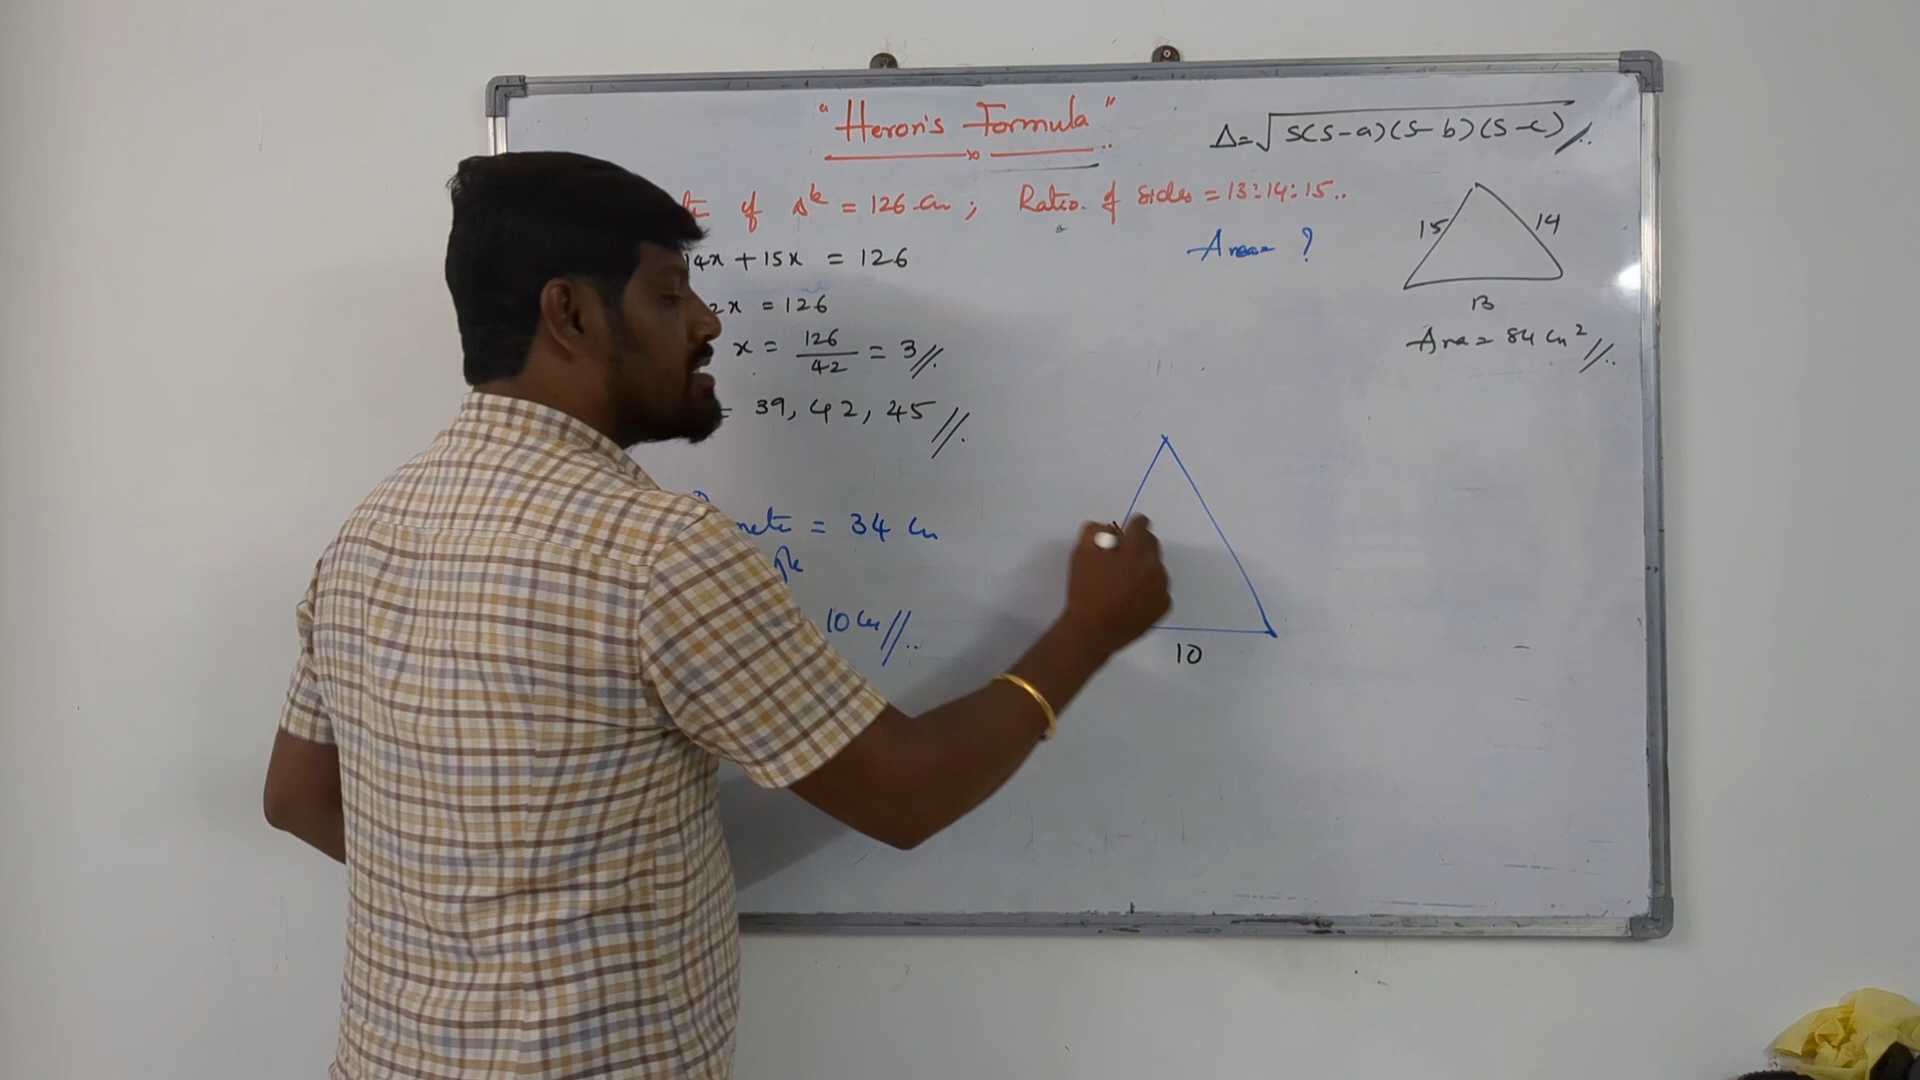 "Heron's Formula"
Δ=√S(S-a)(S-b)(S-c)//..
of = 126 cm; Ratio of sides = 13:14:15..
Area= ?
15 14
13
Area = 84 cm²//..
14x + 15x = 126
2x = 126
x = 126/42 = 3//.
= 39, 42, 45//.
= 34 cm
10 cm//..
10